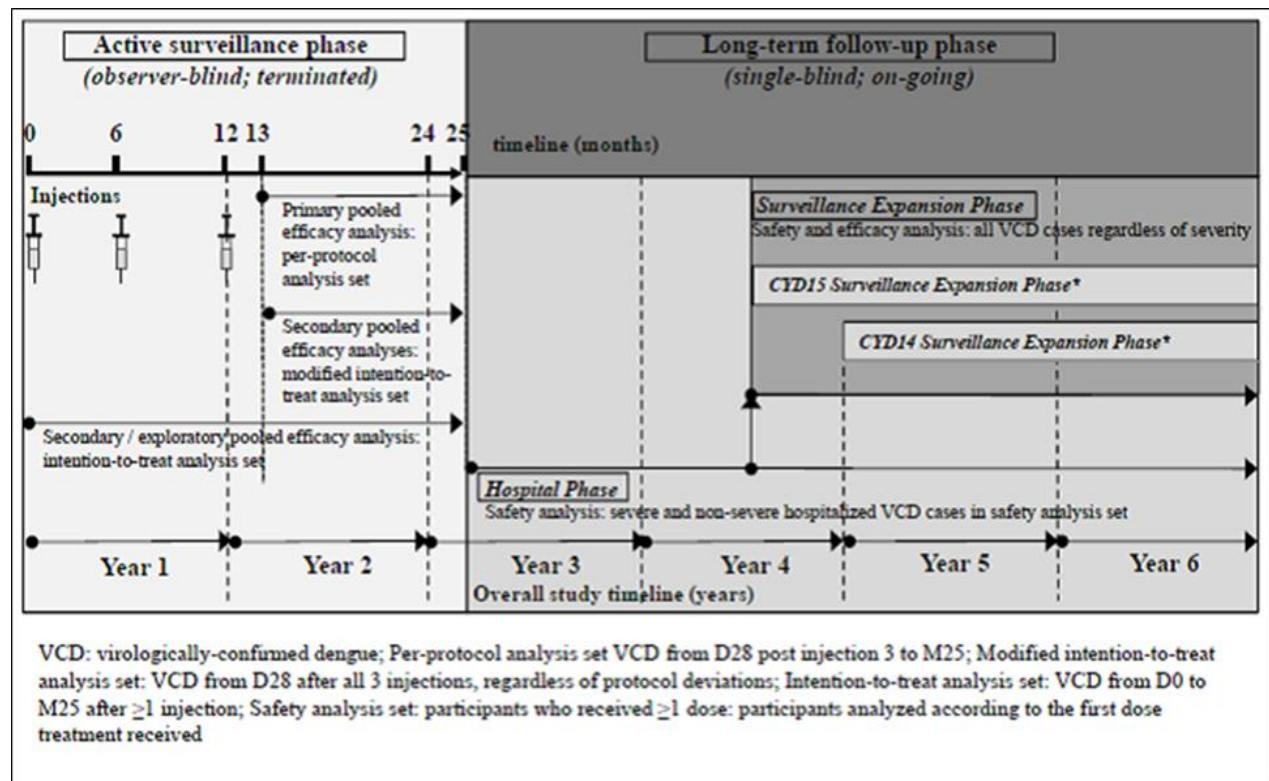 Active surveillance phase
(observer-blind; terminated)
Long-term follow-up phase
(single-blind; on-going)
0 6 12 13 24 25
timeline (months)
Injections
Primary pooled
efficacy analysis:
per-protocol
analysis set
Secondary pooled
efficacy analyses:
modified intention-to-
treat analysis set
Secondary / exploratory pooled efficacy analysis:
intention-to-treat analysis set
Surveillance Expansion Phase
Safety and efficacy analysis: all VCD cases regardless of severity
CYD15 Surveillance Expansion Phase*
CYD14 Surveillance Expansion Phase*
Hospital Phase
Safety analysis: severe and non-severe hospitalized VCD cases in safety analysis set
Year 1 Year 2 Year 3 Year 4 Year 5 Year 6
Overall study timeline (years)
VCD: virologically-confirmed dengue; Per-protocol analysis set VCD from D28 post injection 3 to M25; Modified intention-to-treat
analysis set: VCD from D28 after all 3 injections, regardless of protocol deviations; Intention-to-treat analysis set: VCD from D0 to
M25 after ≥1 injection; Safety analysis set: participants who received ≥1 dose: participants analyzed according to the first dose
treatment received